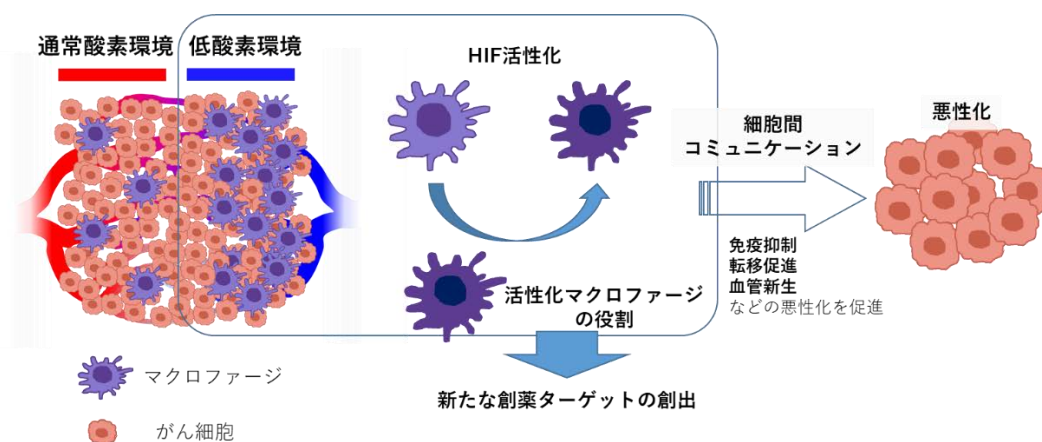 通常酸素環境
低酸素環境
HIF活性化
細胞間
コミュニケーション
悪性化
免疫抑制
転移促進
血管新生
などの悪性化を促進
活性化マクロファージ
の役割
新たな創薬ターゲットの創出
マクロファージ
がん細胞